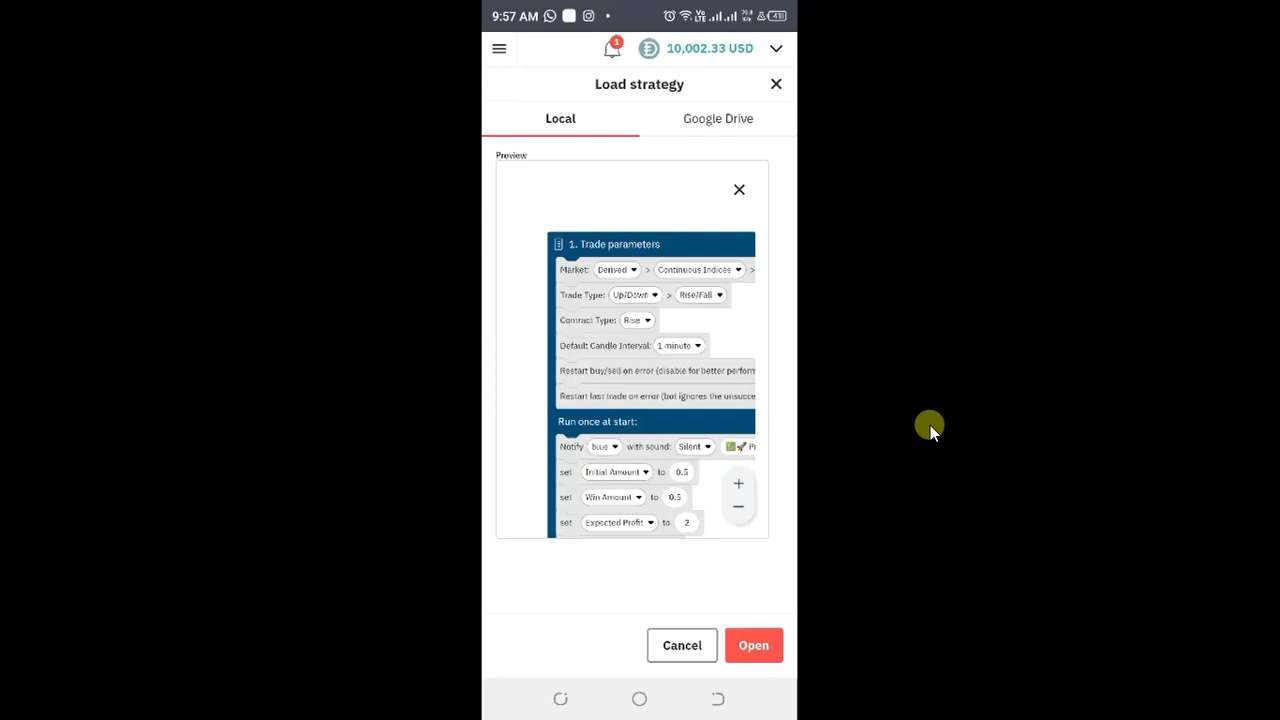 9:57 AM
1
10,002.33 USD
Load strategy
Local
Google Drive
Preview
1. Trade parameters
Market: Derived > Continuous Indices >
Trade Type: Up/Down > Rise/Fall
Contract Type: Rise
Default Candle Interval: 1 minute
Restart buy/sell on error (disable for better perform
Restart last trade on error (bot ignores the unsucce
Run once at start:
Notify blue with sound: Silent
set Initial Amount to 0.5
set Win Amount to 0.5
set Expected Profit to 2
Cancel
Open